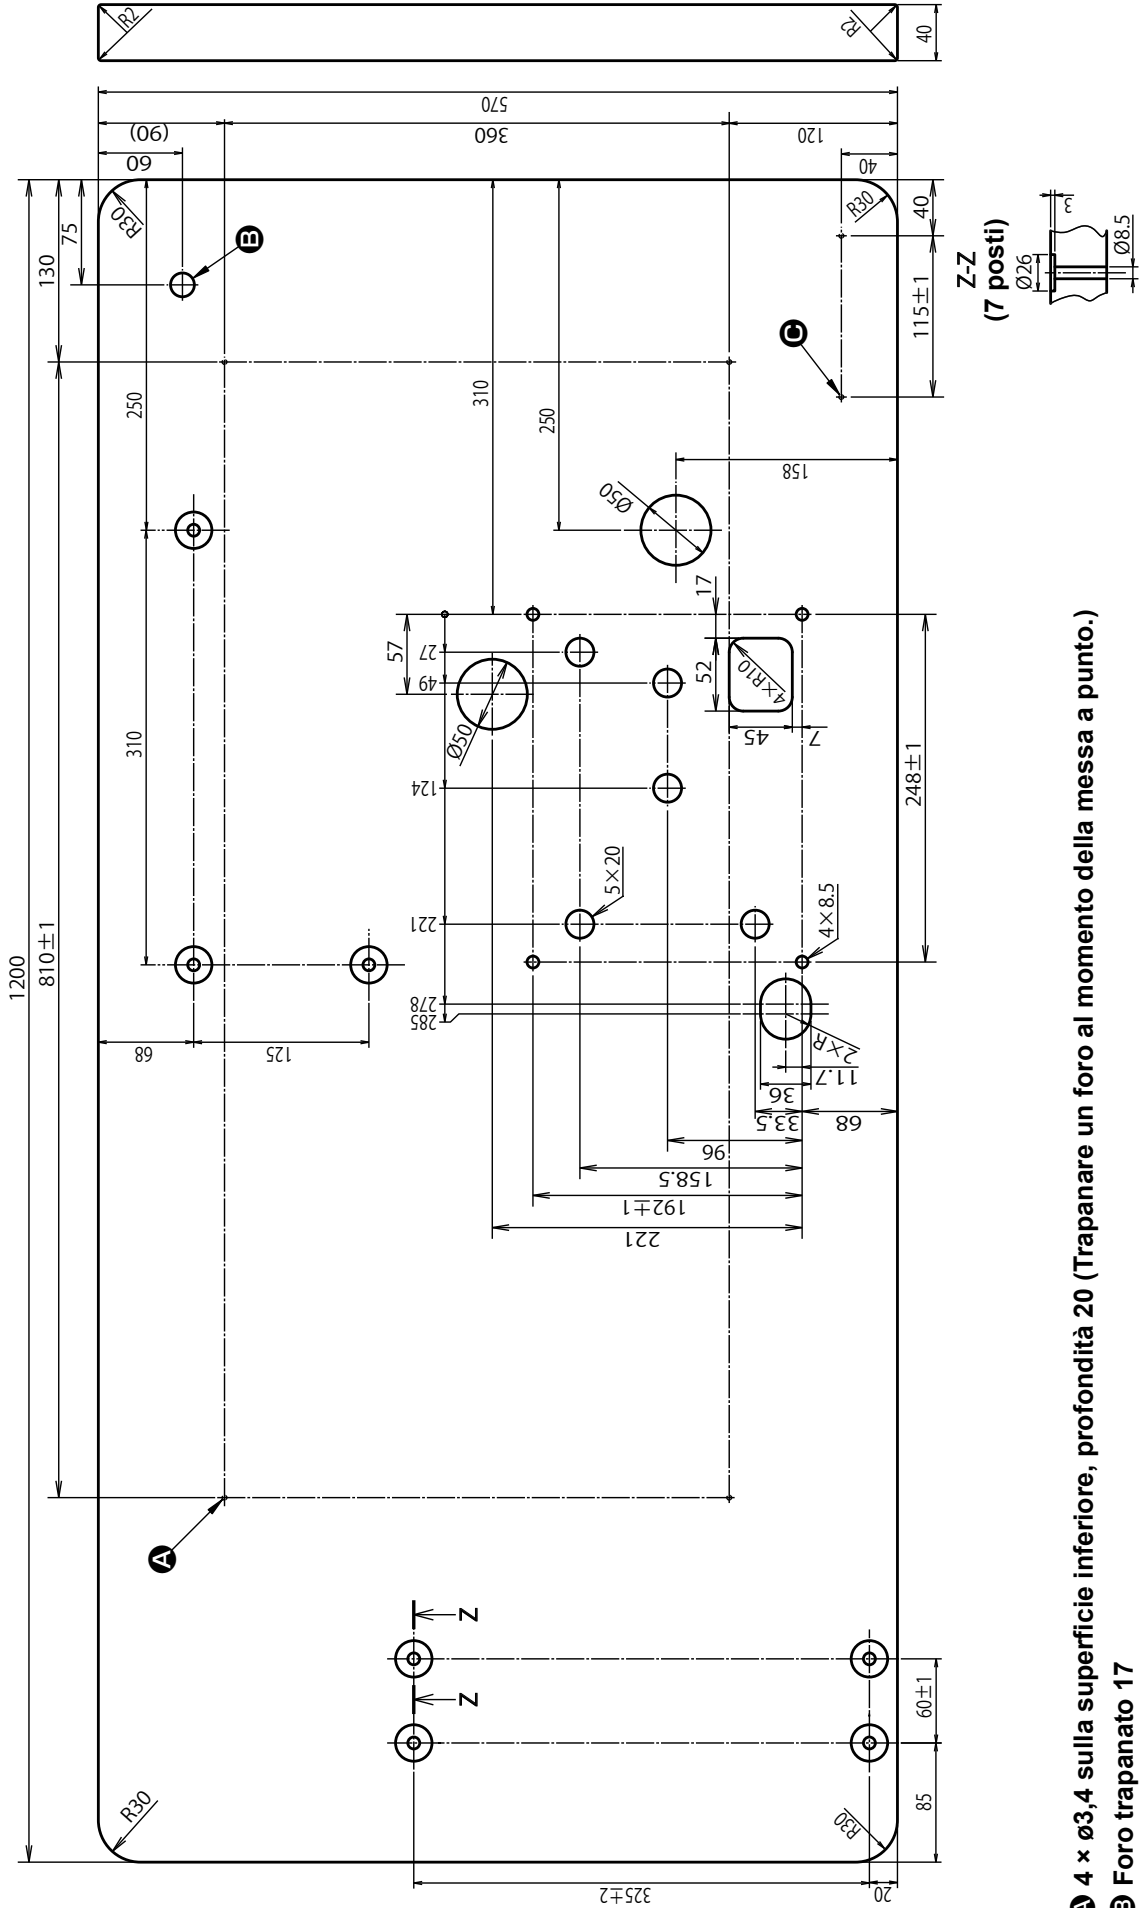 R2
R2
40
570
(90)
360
120
60
40
1200
130
75
R30
B
R30
40
810±1
250
310
250
C
115±1
Z-Z
(7 posti)
Ø26
3
Ø8.5
158
Ø50
17
57
27
49
Ø50
52
4×R10
45
7
310
124
248±1
5×20
221
4×8.5
278
285
68
125
2×R
11.7
36
33.5
68
96
158.5
192±1
221
A
Z
Z
60±1
85
R30
R30
325±2
20
A 4 × ø3,4 sulla superficie inferiore, profondità 20 (Trapanare un foro al momento della messa a punto.)
B Foro trapanato 17